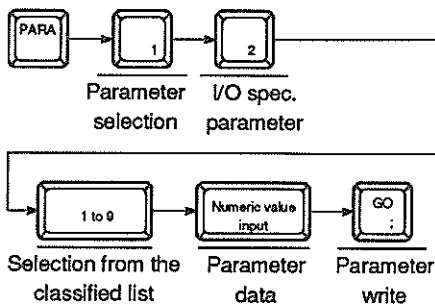 PARA
1
2
Parameter
selection
I/O spec.
parameter
1 to 9
Numeric value
input
GO
;
Selection from the
classified list
Parameter
data
Parameter
write